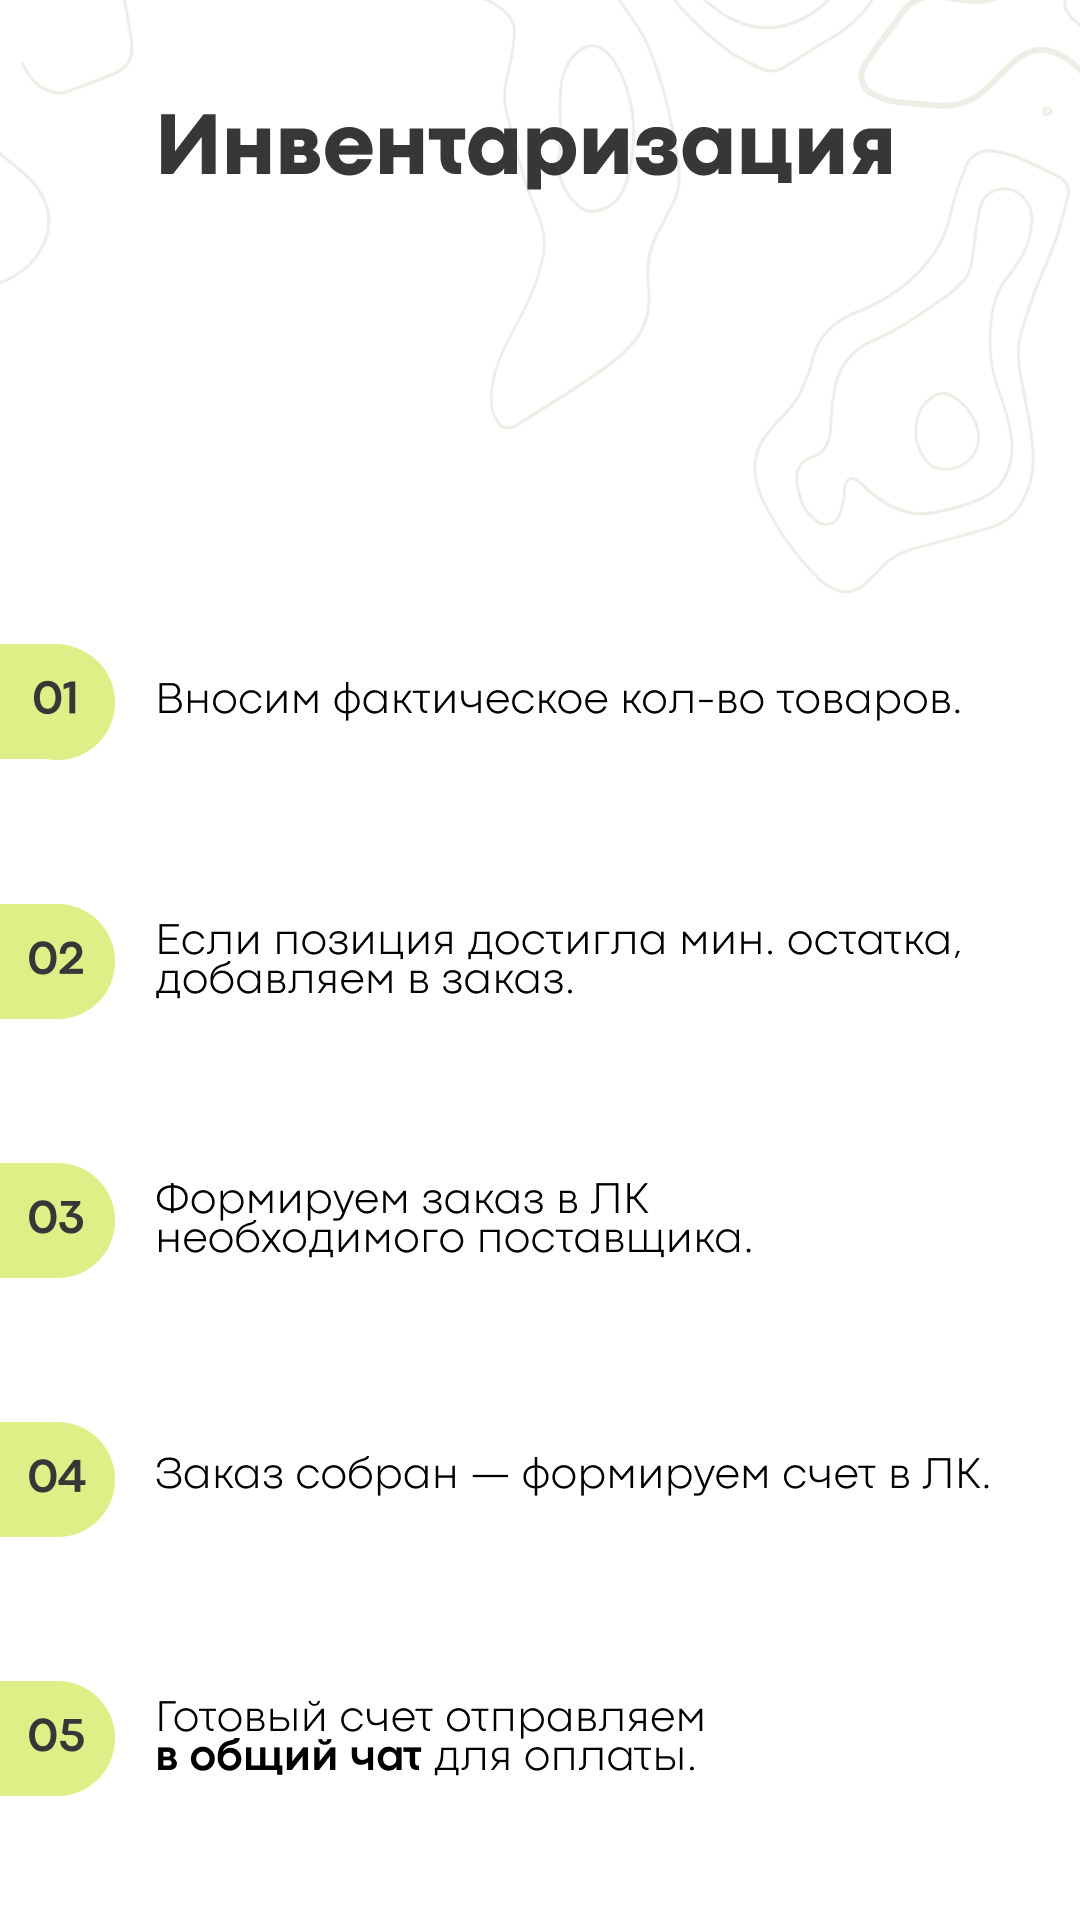 Инвентаризация
01
Вносим фактическое кол-во товаров.
02
Если позиция достигла мин. остатка,
добавляем в заказ.
03
Формируем заказ в ЛК
необходимого поставщика.
04
Заказ собран — формируем счет в ЛК.
05
Готовый счет отправляем
в общий чат для оплаты.